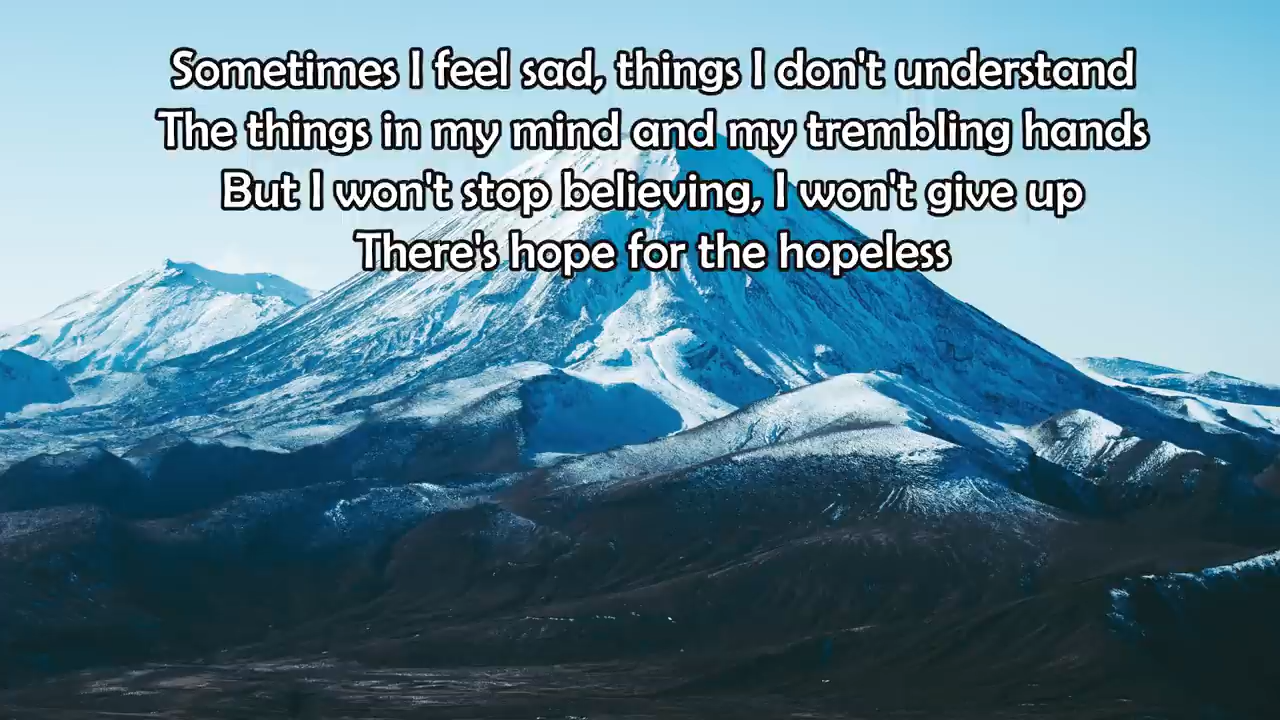 Sometimes I feel sad, things I don't understand
The things in my mind and my trembling hands
But I won't stop believing, I won't give up
There's hope for the hopeless